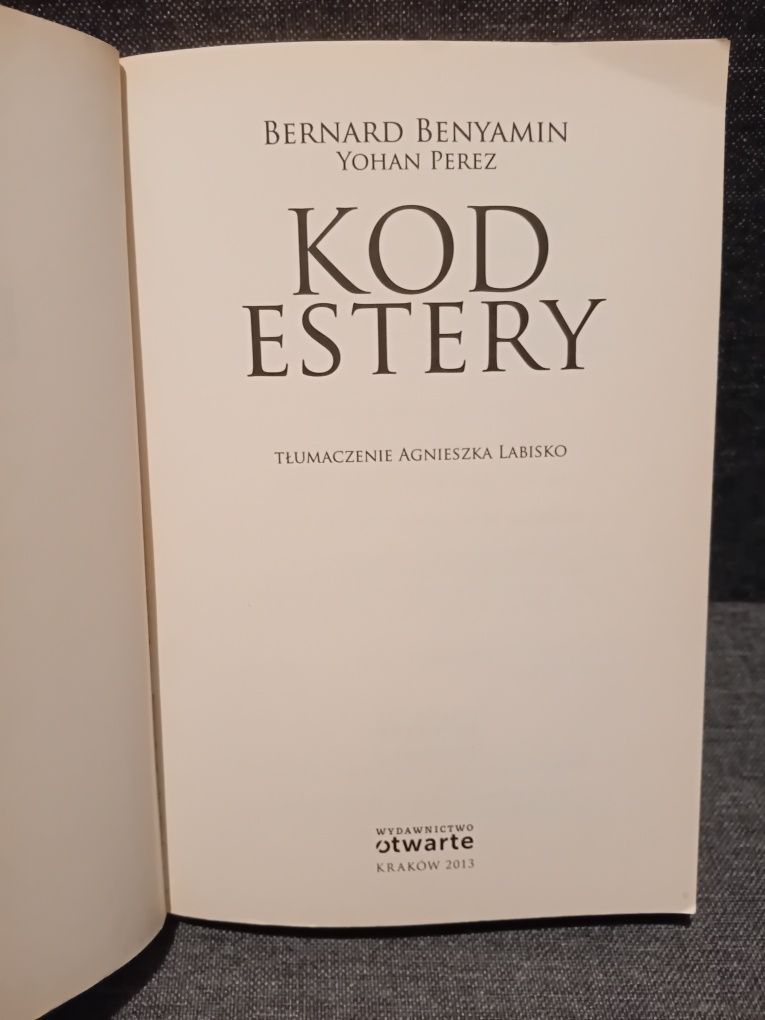 BERNARD BENYAMIN
YOHAN PEREZ
KOD
ESTERY
TŁUMACZENIE AGNIESZKA LABISKO
WYDAWNICTWO
otwarte
KRAKÓW 2013